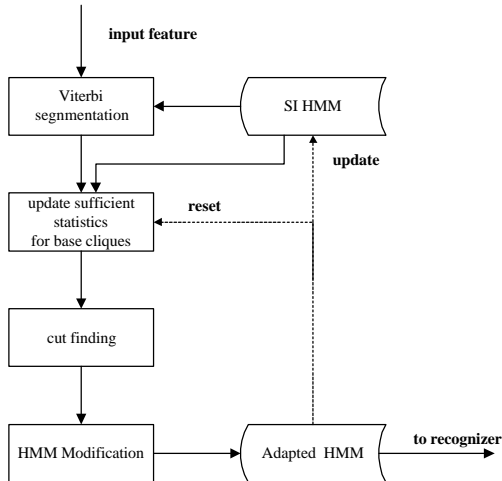 input feature
Viterbi
segnmentation
SI HMM
update
update sufficient
statistics
for base cliques
reset
cut finding
HMM Modification
Adapted HMM
to recognizer